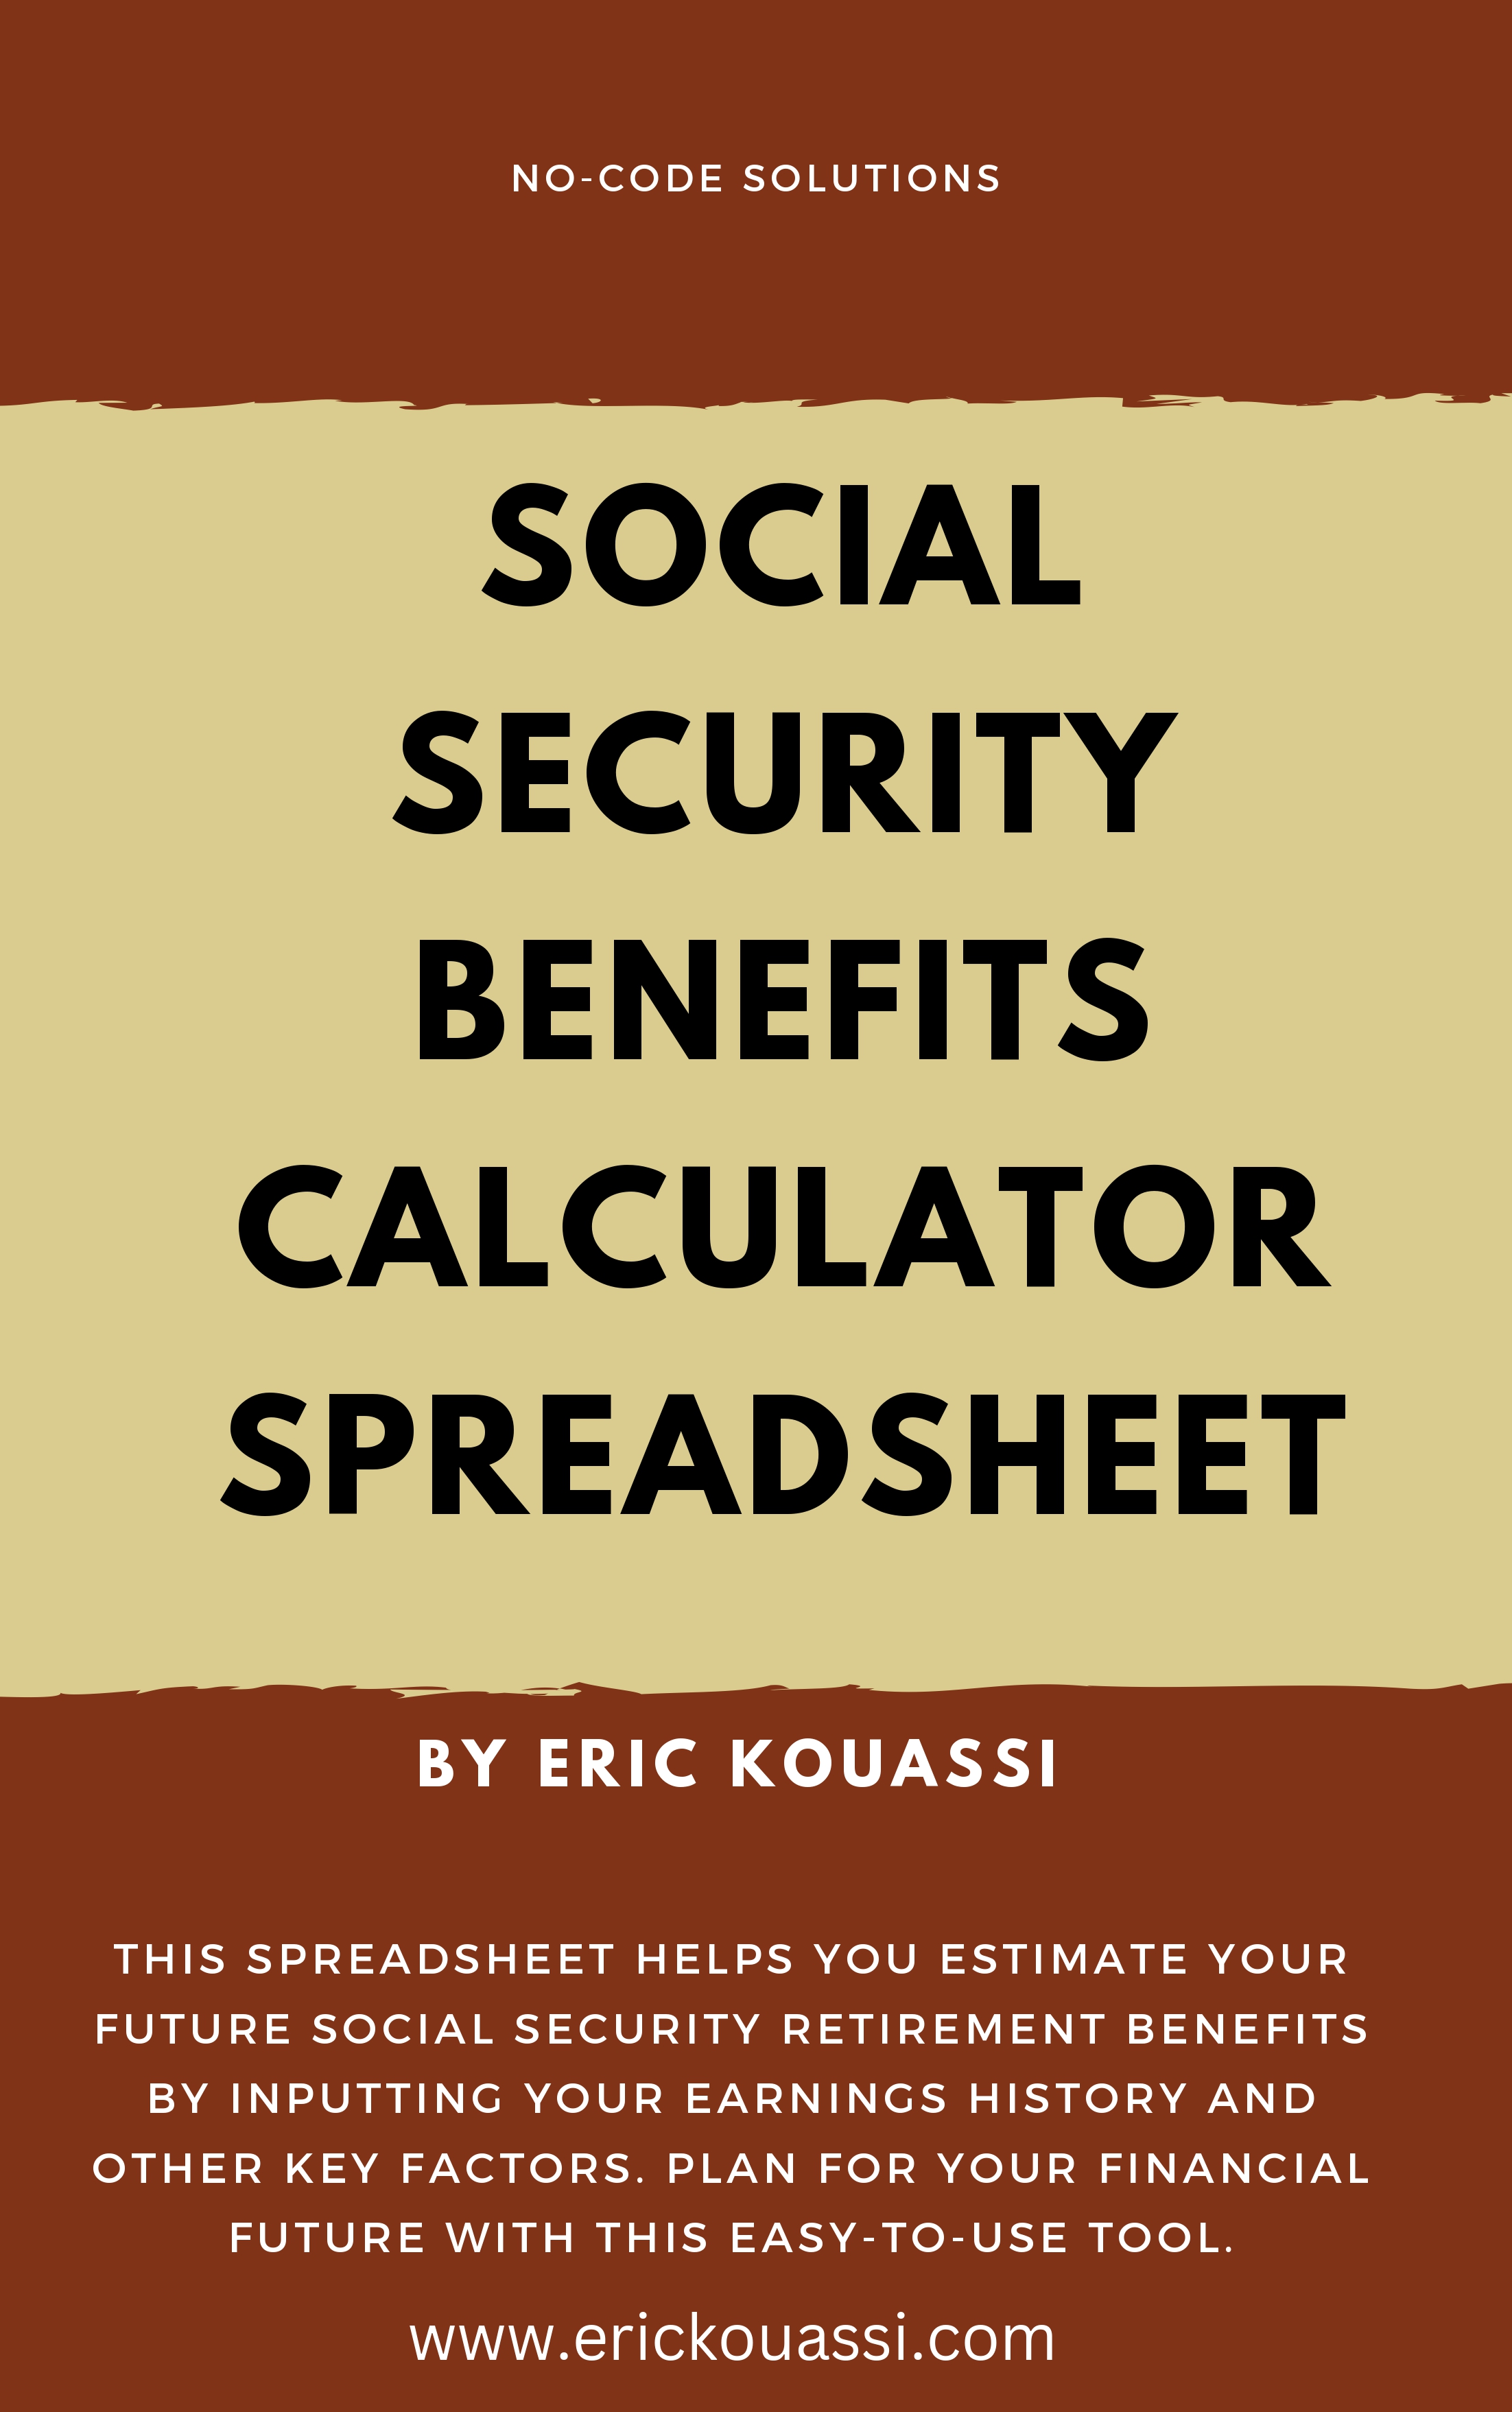 NO-CODE SOLUTIONS
SOCIAL
SECURITY
BENEFITS
CALCULATOR
SPREADSHEET
BY ERIC KOUASSI
THIS SPREADSHEET HELPS YOU ESTIMATE YOUR
FUTURE SOCIAL SECURITY RETIREMENT BENEFITS
BY INPUTTING YOUR EARNINGS HISTORY AND
OTHER KEY FACTORS. PLAN FOR YOUR FINANCIAL
FUTURE WITH THIS EASY-TO-USE TOOL.
www.erickouassi.com